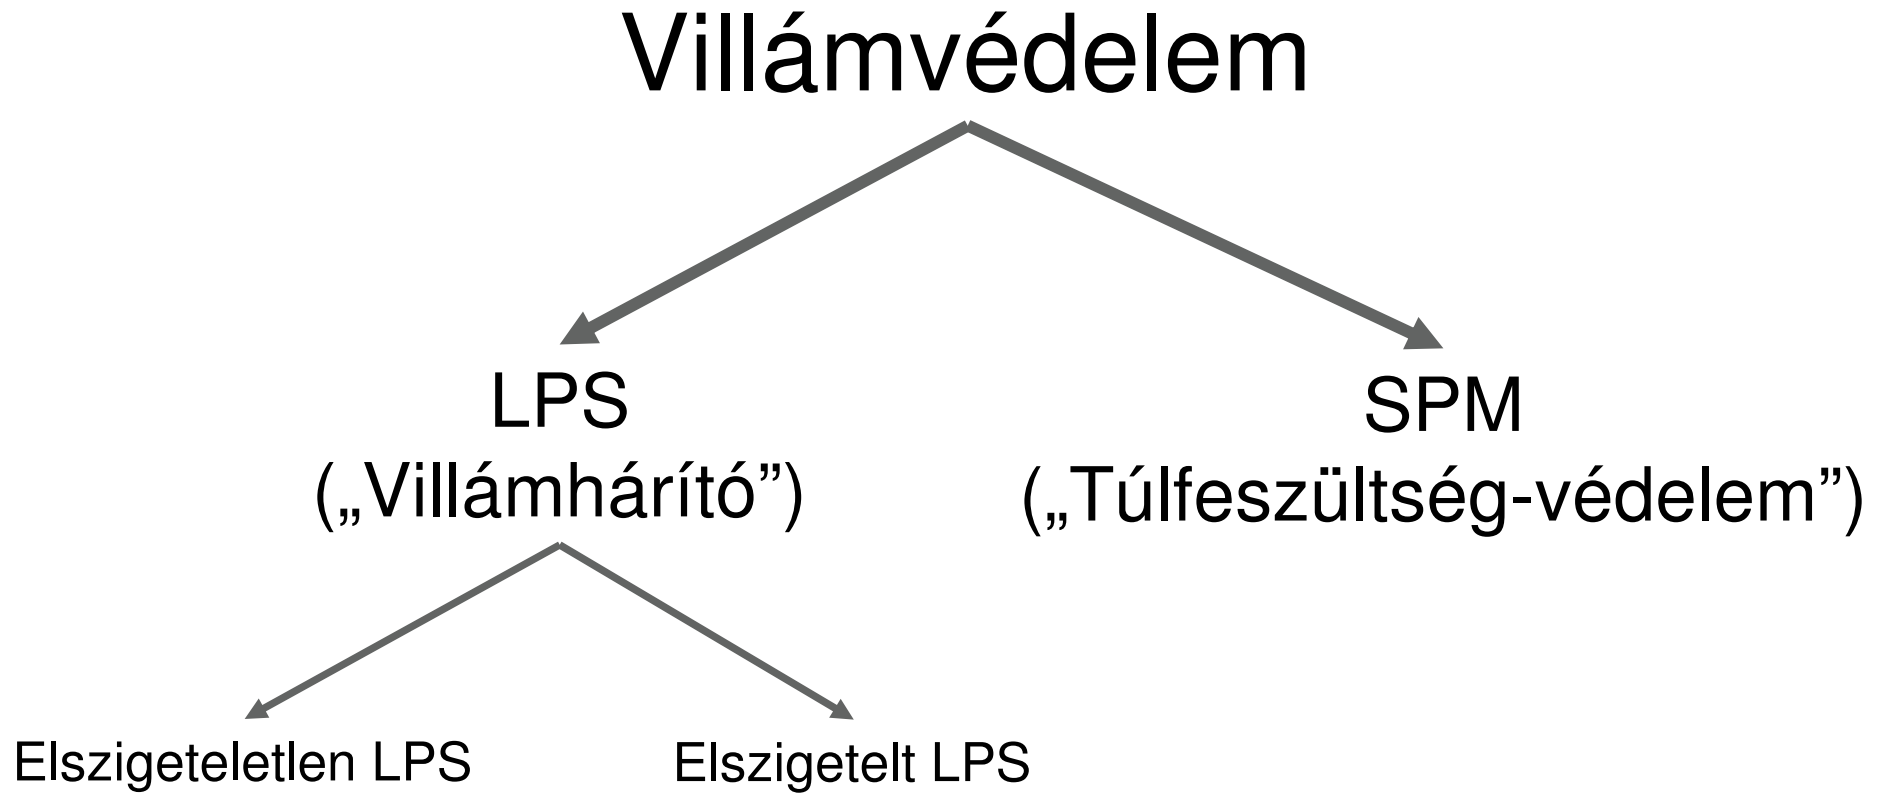 Villámvédelem
LPS
(„Villámhárító”)
SPM
(„Túlfeszültség-védelem”)
Elszigeteletlen LPS
Elszigetelt LPS